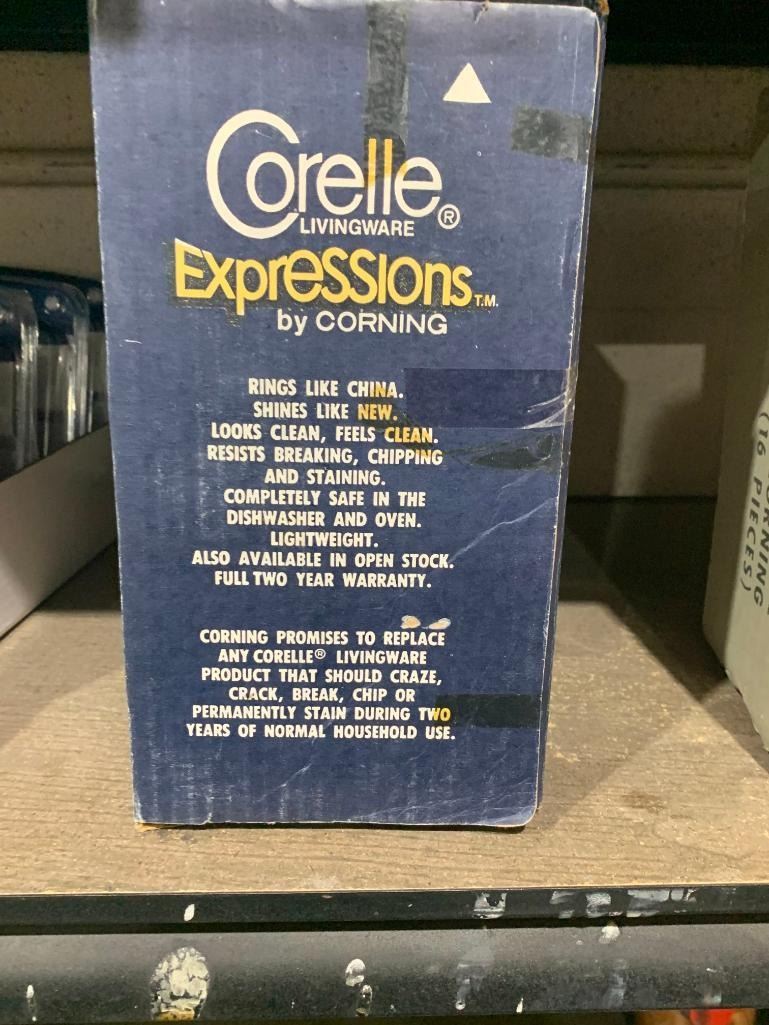 Corelle®
LIVINGWARE
Expressions T.M.
by CORNING
RINGS LIKE CHINA.
SHINES LIKE NEW.
LOOKS CLEAN, FEELS CLEAN.
RESISTS BREAKING, CHIPPING
AND STAINING.
COMPLETELY SAFE IN THE
DISHWASHER AND OVEN.
LIGHTWEIGHT.
ALSO AVAILABLE IN OPEN STOCK.
FULL TWO YEAR WARRANTY.
CORNING PROMISES TO REPLACE
ANY CORELLE® LIVINGWARE
PRODUCT THAT SHOULD CRAZE,
CRACK, BREAK, CHIP OR
PERMANENTLY STAIN DURING TWO
YEARS OF NORMAL HOUSEHOLD USE.
(16 PIECES)